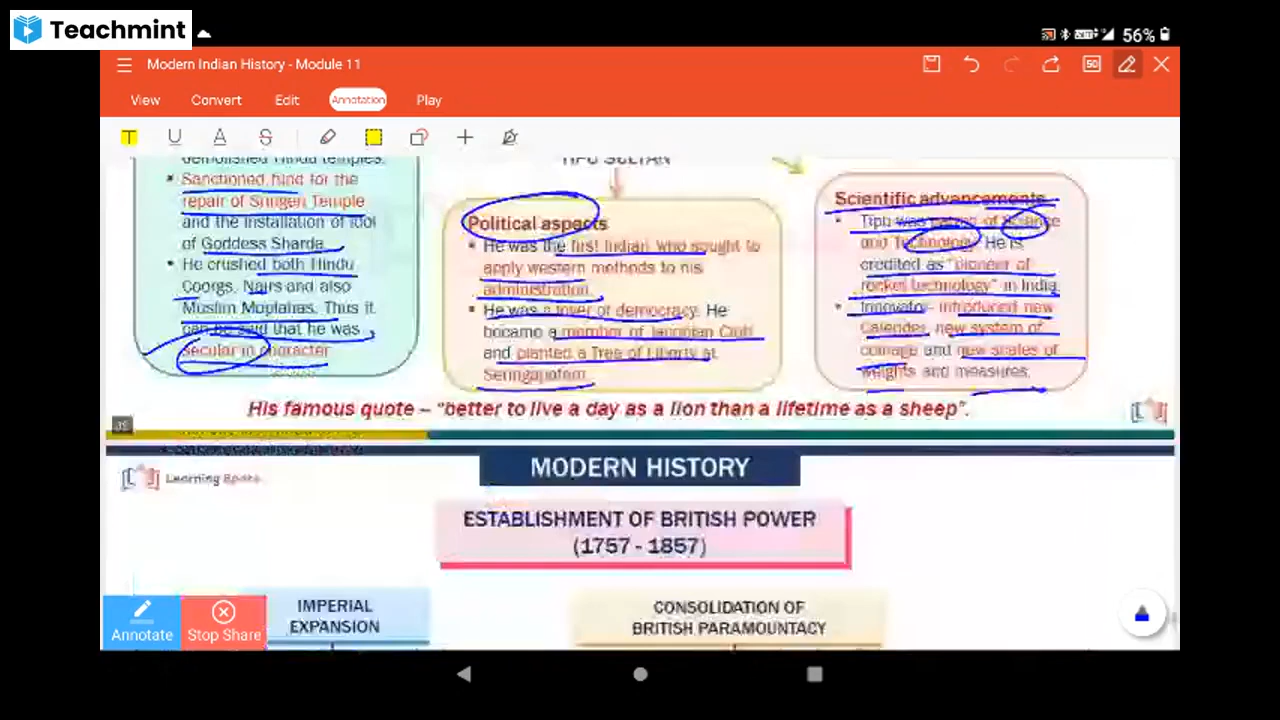 Teachmint
56%
Modern Indian History - Module 11
50
View Convert Edit Annotation Play
T U A S
demolished Hindu temples.
Sanctioned fund for the
repair of Sringeri Temple
and the installation of idol
of Goddess Sharda
He crushed both Hindu
Coorgs, Nairs and also
Muslim Moplahas. Thus it
can be said that he was
secular in character
TIPU SULTAN
Political aspects
He was the first Indian who sought to
apply western methods to his
administration.
He was a lover of democracy. He
became a member of Jacobian Club
and planted a Tree of Liberty at
Seringapatam
Scientific advancements
Tipu was patron of Science
and Technology. He is
credited as "pioneer of
rocket technology" in India
Innovator - introduced new
Calendar, new system of
coinage and new scales of
weights and measures.
His famous quote – "better to live a day as a lion than a lifetime as a sheep".
MODERN HISTORY
Learning Space
ESTABLISHMENT OF BRITISH POWER
(1757 - 1857)
IMPERIAL
EXPANSION
CONSOLIDATION OF
BRITISH PARAMOUNTACY
Annotate Stop Share